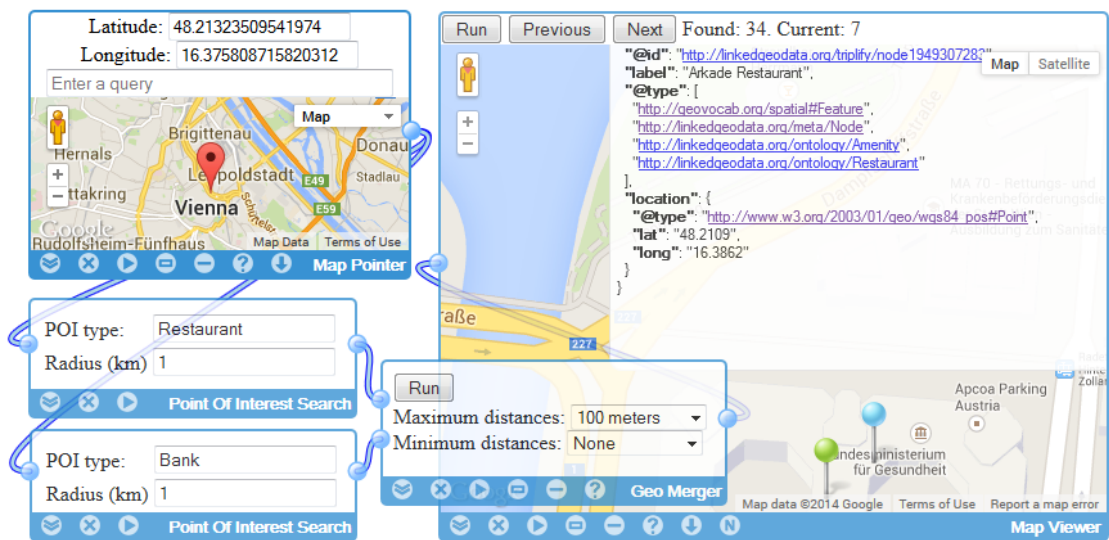 Latitude: 48.21323509541974
Longitude: 16.375808715820312
Enter a query
Map
Brigittenau
Donau
Hernals
Leopoldstadt
E49
Stadlau
ttakring
Vienna
E59
Google
Rudolfsheim-Fünfhaus
Map Data
Terms of Use
Map Pointer
POI type: Restaurant
Radius (km) 1
Point Of Interest Search
POI type: Bank
Radius (km) 1
Point Of Interest Search
Run
Maximum distances: 100 meters
Minimum distances: None
Geo Merger
Run Previous Next Found: 34. Current: 7
"@id": "http://linkedgeodata.org/triplify/node1949307283"
Map Satellite
"label": "Arkade Restaurant",
"@type": [
"http://geovocab.org/spatial#Feature",
"http://linkedgeodata.org/meta/Node",
"http://linkedgeodata.org/ontology/Amenity",
"http://linkedgeodata.org/ontology/Restaurant"
],
"location": {
"@type": "http://www.w3.org/2003/01/geo/wgs84_pos#Point",
"lat": "48.2109",
"long": "16.3862"
}
}
MA 70 - Rettungs- und
Krankenbeförderungsdie
Ausbildung zum Sanitäte
aße
227
227
1
Zollar
Apcoa Parking
Austria
ndesministerium
für Gesundheit
Map data ©2014 Google Terms of Use Report a map error
N
Map Viewer